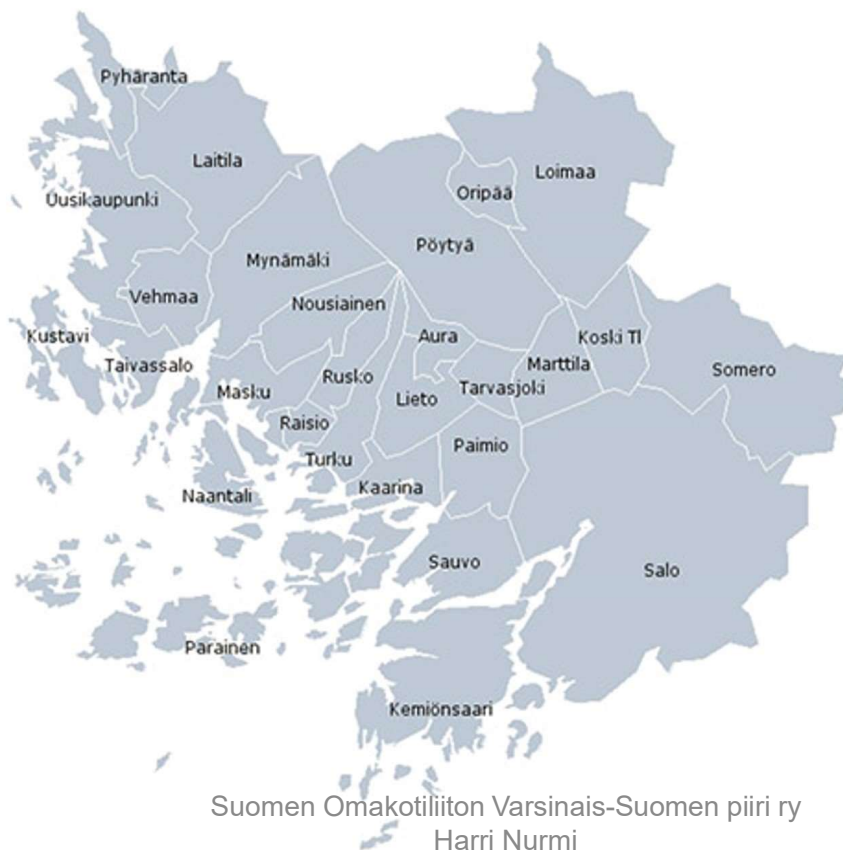 Pyhäranta
Laitila
Loimaa
Oripää
Uusikaupunki
Pöytyä
Mynämäki
Vehmaa
Nousiainen
Kustavi
Aura
Koski Tl
Taivassalo
Marttila
Somero
Rusko
Masku
Tarvasjoki
Lieto
Raisio
Paimio
Turku
Kaarina
Naantali
Sauvo
Salo
Parainen
Kemiönsaari
Suomen Omakotiliiton Varsinais-Suomen piiri ry
Harri Nurmi